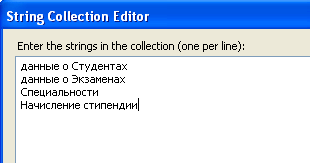 String Collection Editor
Enter the strings in the collection (one per line):
данные о Студентах
данные о Экзаменах
Специальности
Начисление стипендии